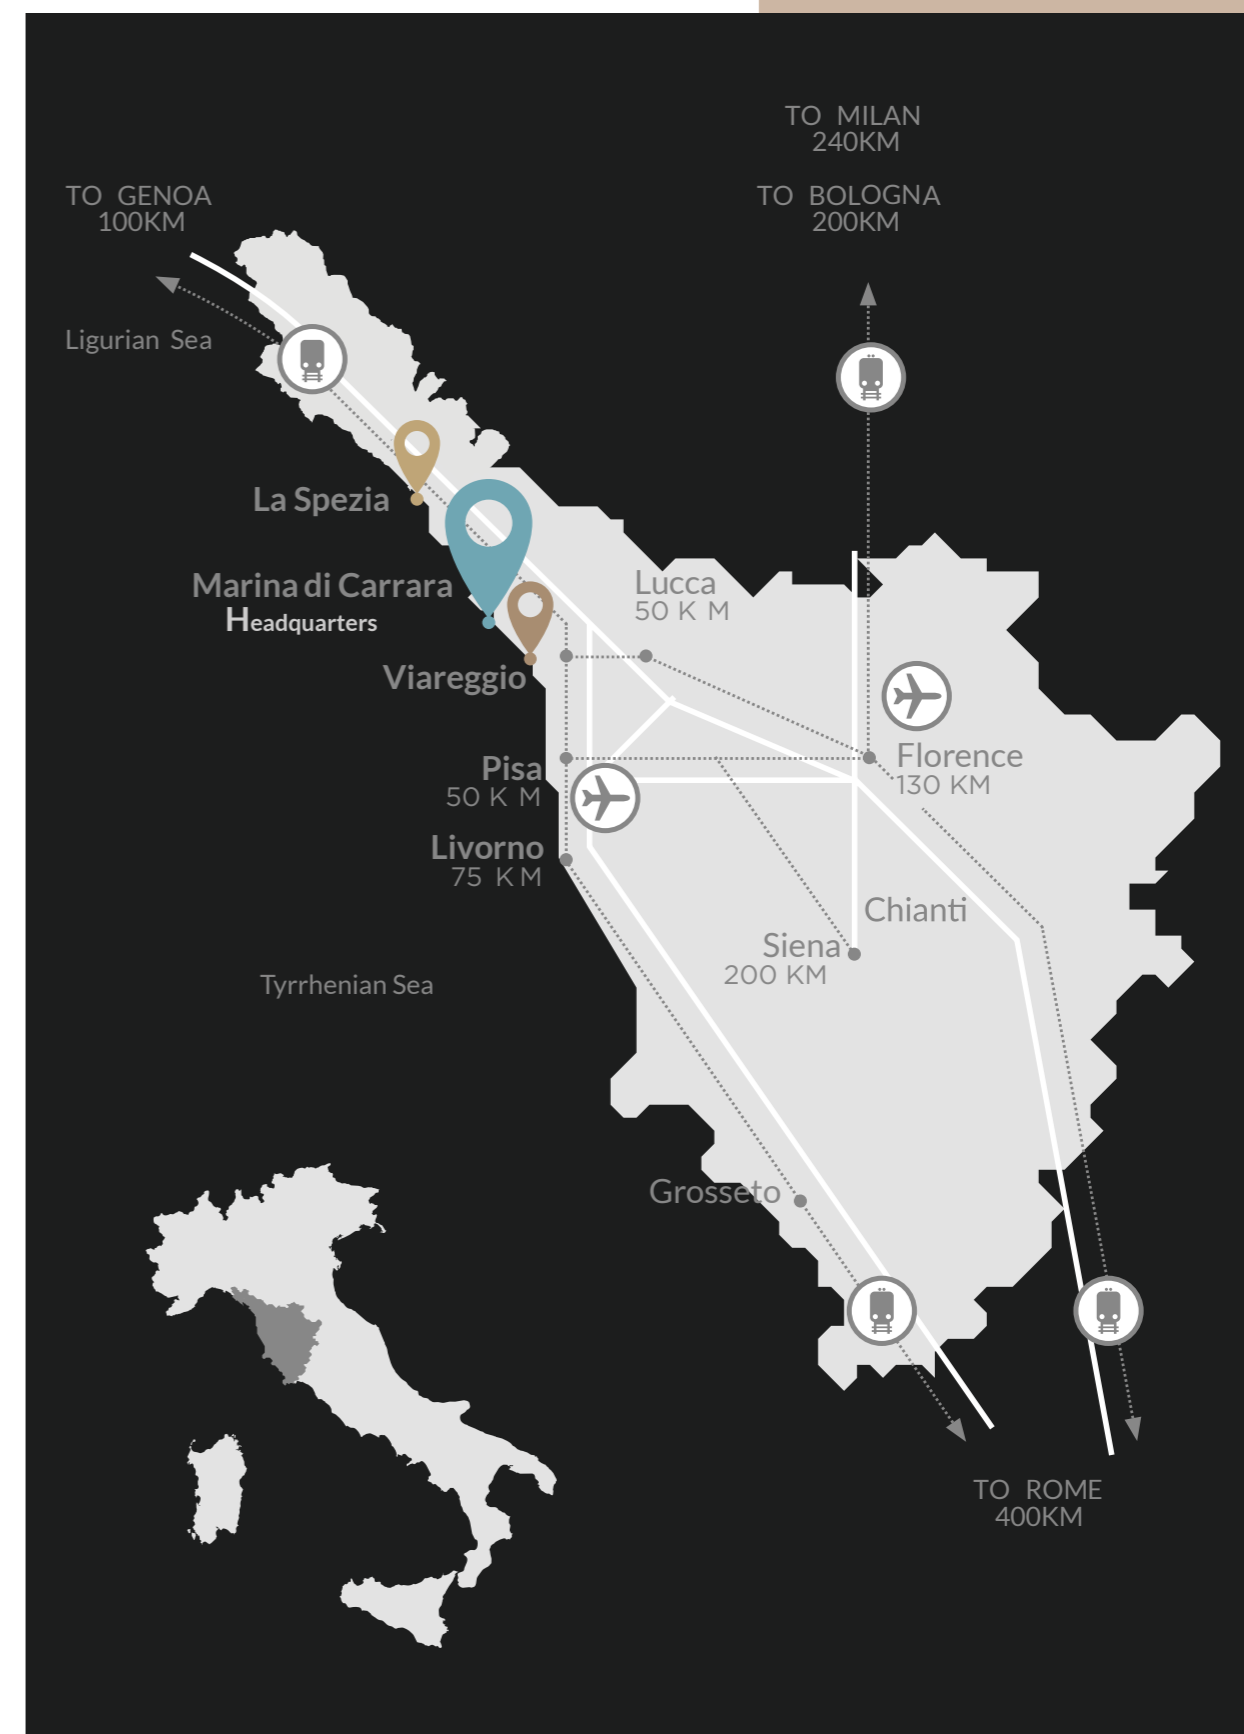 TO MILAN
240KM
TO GENOA
100KM
TO BOLOGNA
200KM
Ligurian Sea
La Spezia
Marina di Carrara
Headquarters
Lucca
50 K M
Viareggio
Pisa
50 K M
Florence
130 KM
Livorno
75 K M
Chianti
Siena
200 KM
Tyrrhenian Sea
Grosseto
TO ROME
400KM